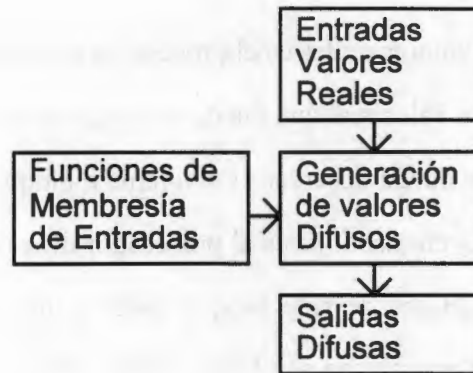 Entradas
Valores
Reales
Funciones de
Membresía
de Entradas
Generación
de valores
Difusos
Salidas
Difusas